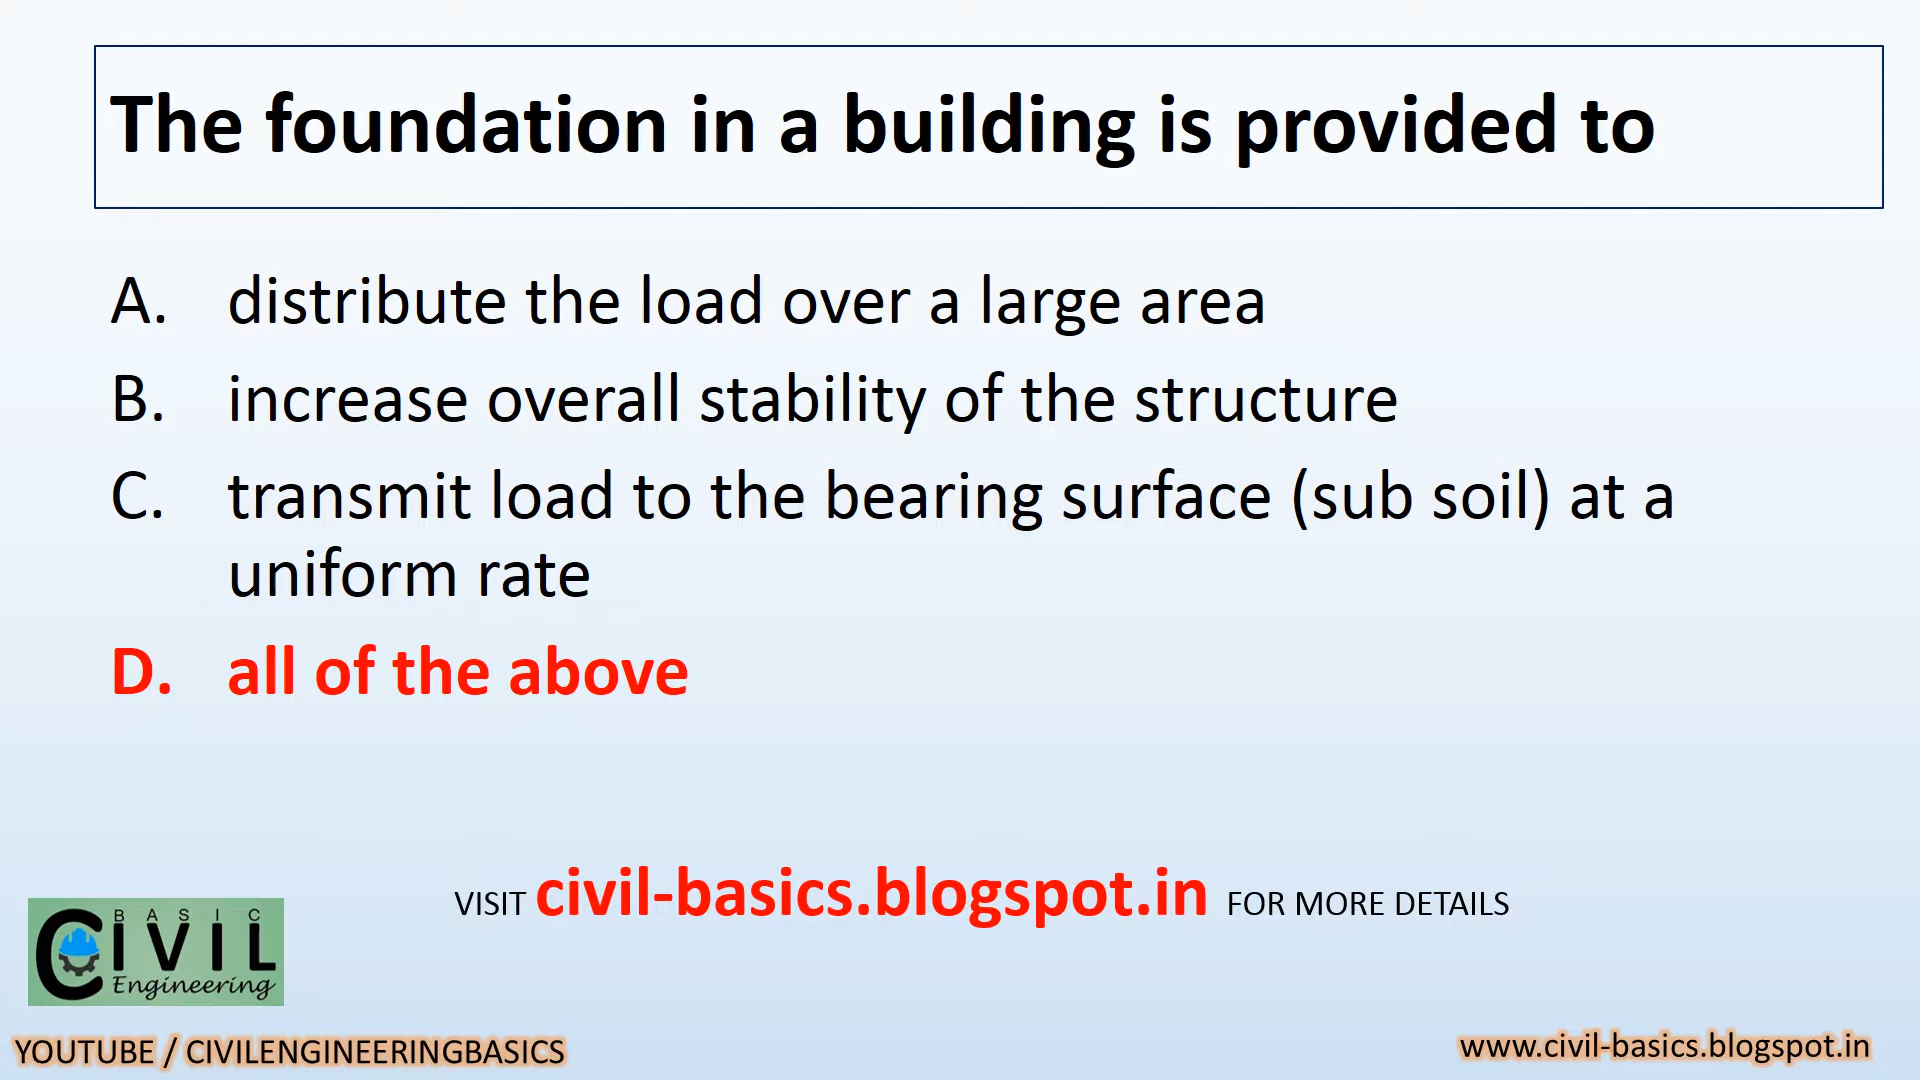 The foundation in a building is provided to
A. distribute the load over a large area
B. increase overall stability of the structure
C. transmit load to the bearing surface (sub soil) at a
uniform rate
D. all of the above
VISIT civil-basics.blogspot.in FOR MORE DETAILS
BASIC
CIVIL
Engineering
YOUTUBE / CIVILENGINEERINGBASICS
www.civil-basics.blogspot.in